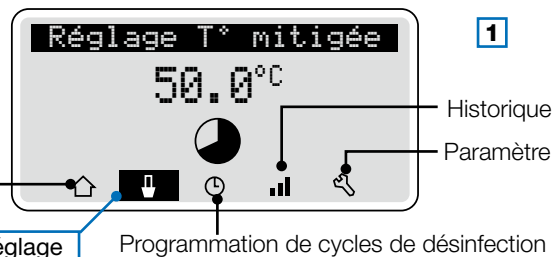 Réglage T° mitigée
1
50.0°C
Historique
Paramètre
églage
Programmation de cycles de désinfection